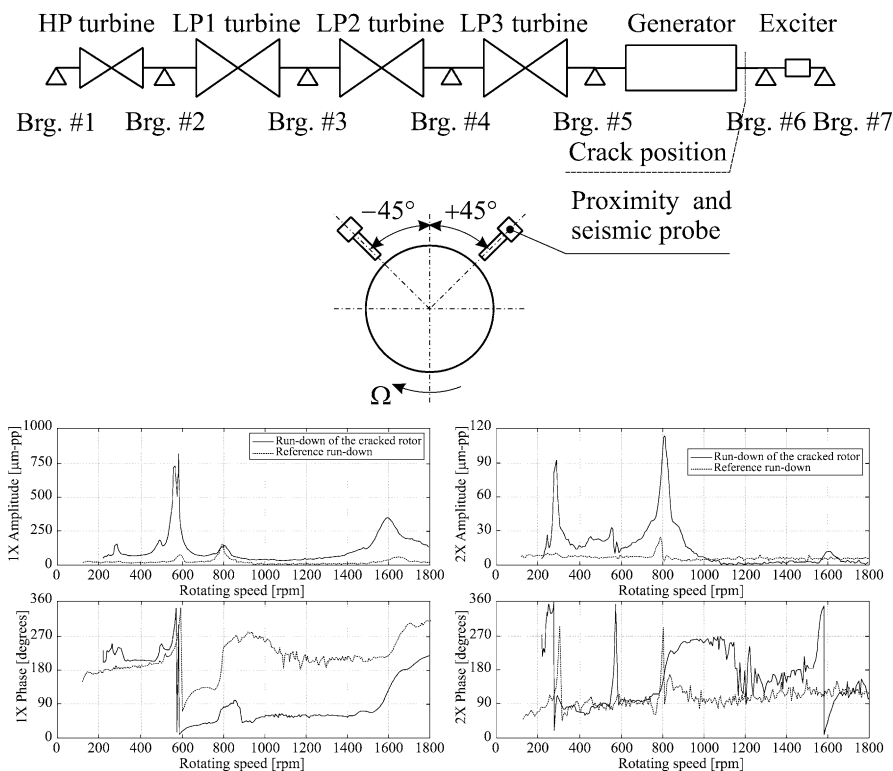 HP turbine LP1 turbine LP2 turbine LP3 turbine Generator Exciter
Brg. #1 Brg. #2 Brg. #3 Brg. #4 Brg. #5 Brg. #6 Brg. #7
Crack position
−45° +45°
Proximity and
seismic probe
Ω
1X Amplitude [μm-pp]
1000
750
500
250
0
Run-down of the cracked rotor
Reference run-down
0 200 400 600 800 1000 1200 1400 1600 1800
Rotating speed [rpm]
2X Amplitude [μm-pp]
120
90
60
30
0
Run-down of the cracked rotor
Reference run-down
0 200 400 600 800 1000 1200 1400 1600 1800
Rotating speed [rpm]
1X Phase [degrees]
360
270
180
90
0
0 200 400 600 800 1000 1200 1400 1600 1800
Rotating speed [rpm]
2X Phase [degrees]
360
270
180
90
0
0 200 400 600 800 1000 1200 1400 1600 1800
Rotating speed [rpm]